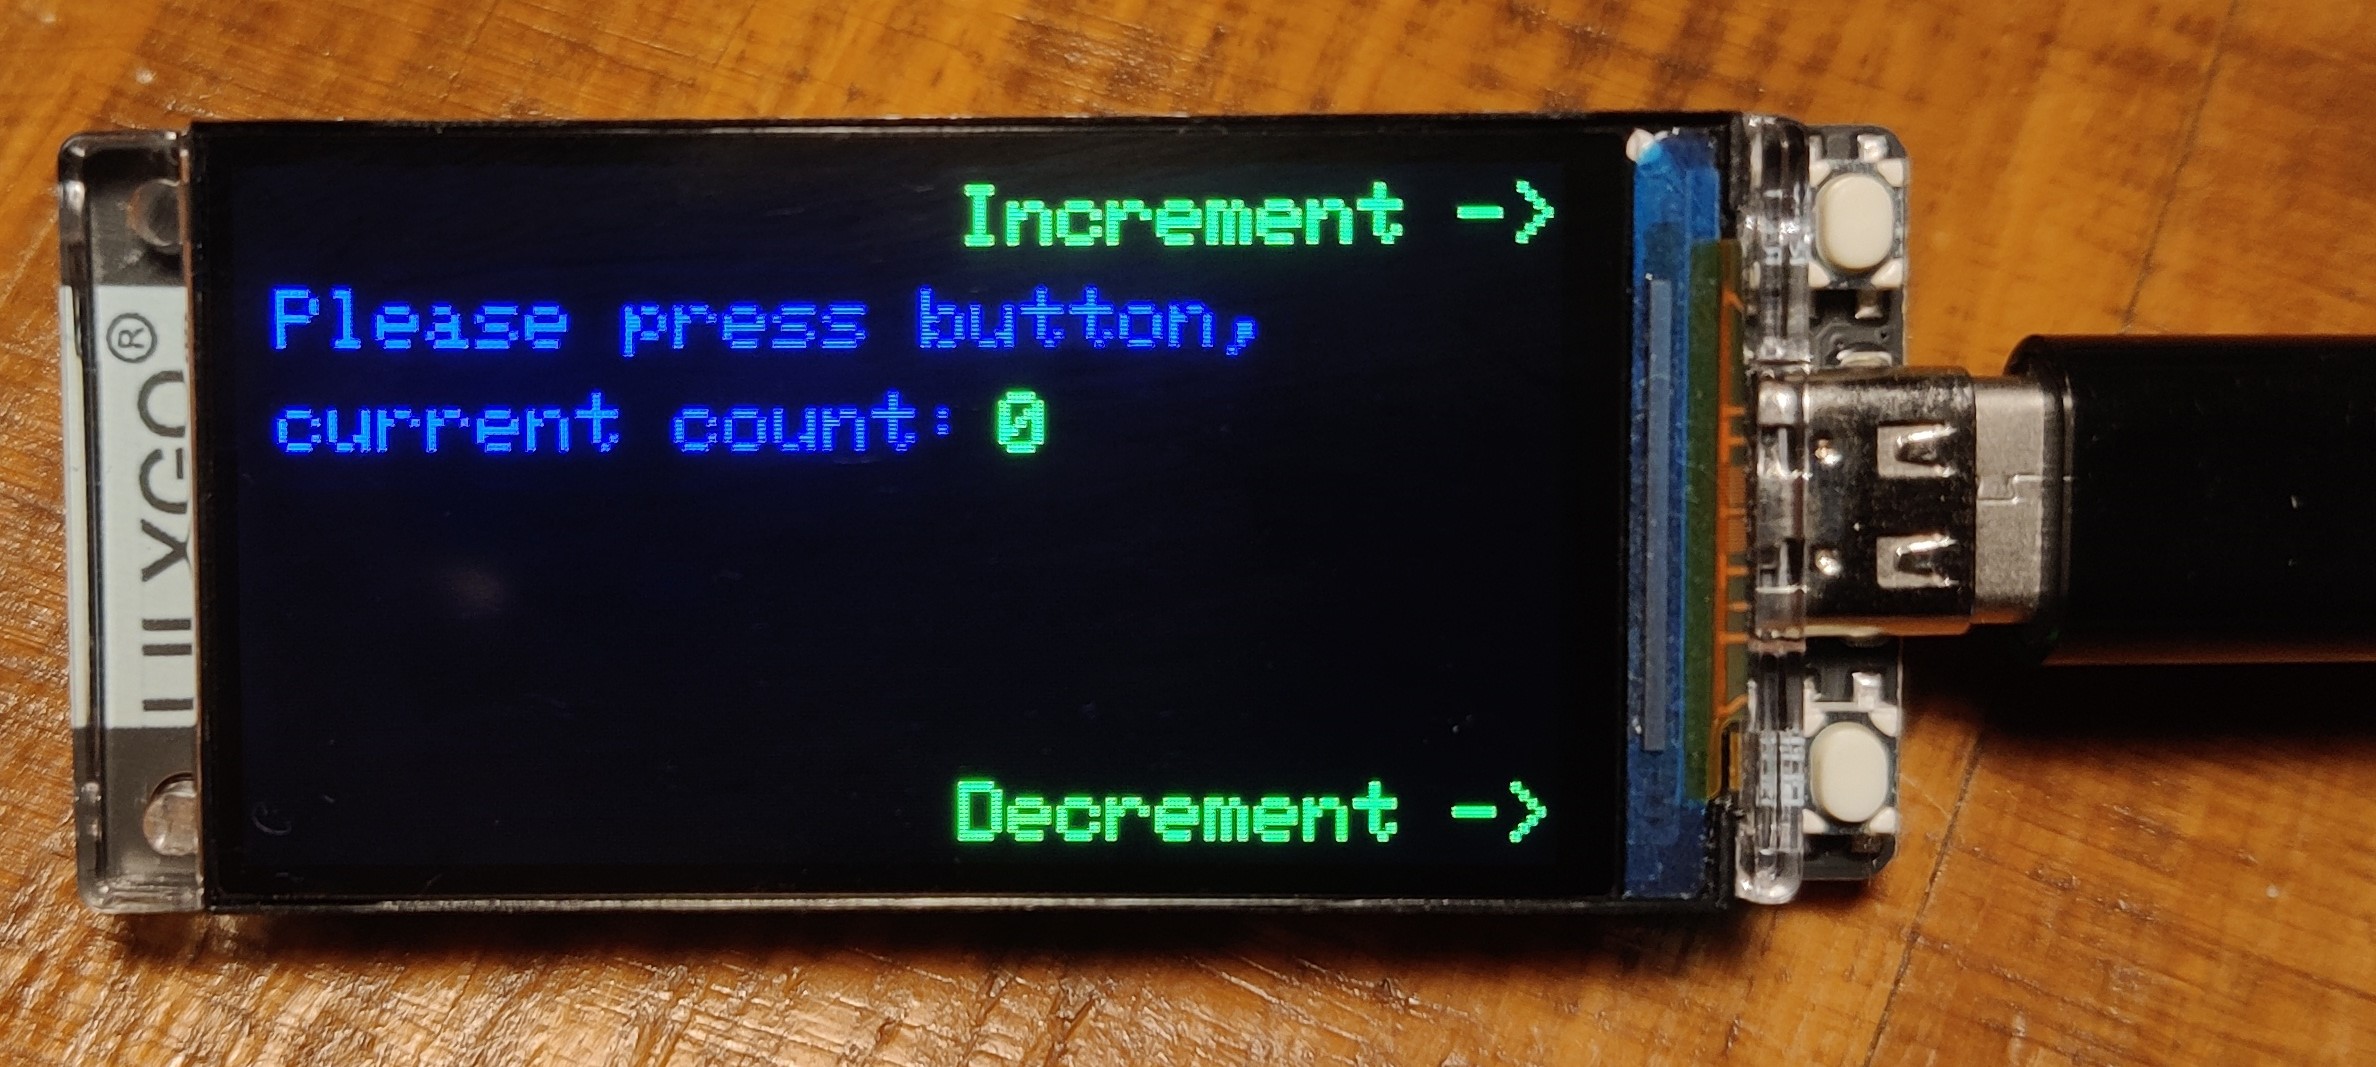 Increment ->
Please press button,
current count: 0
Decrement ->
LILYGO®